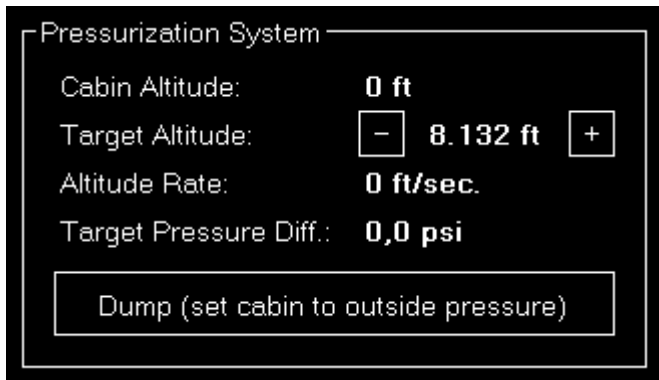 Pressurization System
Cabin Altitude: 0 ft
Target Altitude: - 8.132 ft +
Altitude Rate: 0 ft/sec.
Target Pressure Diff.: 0,0 psi
Dump (set cabin to outside pressure)